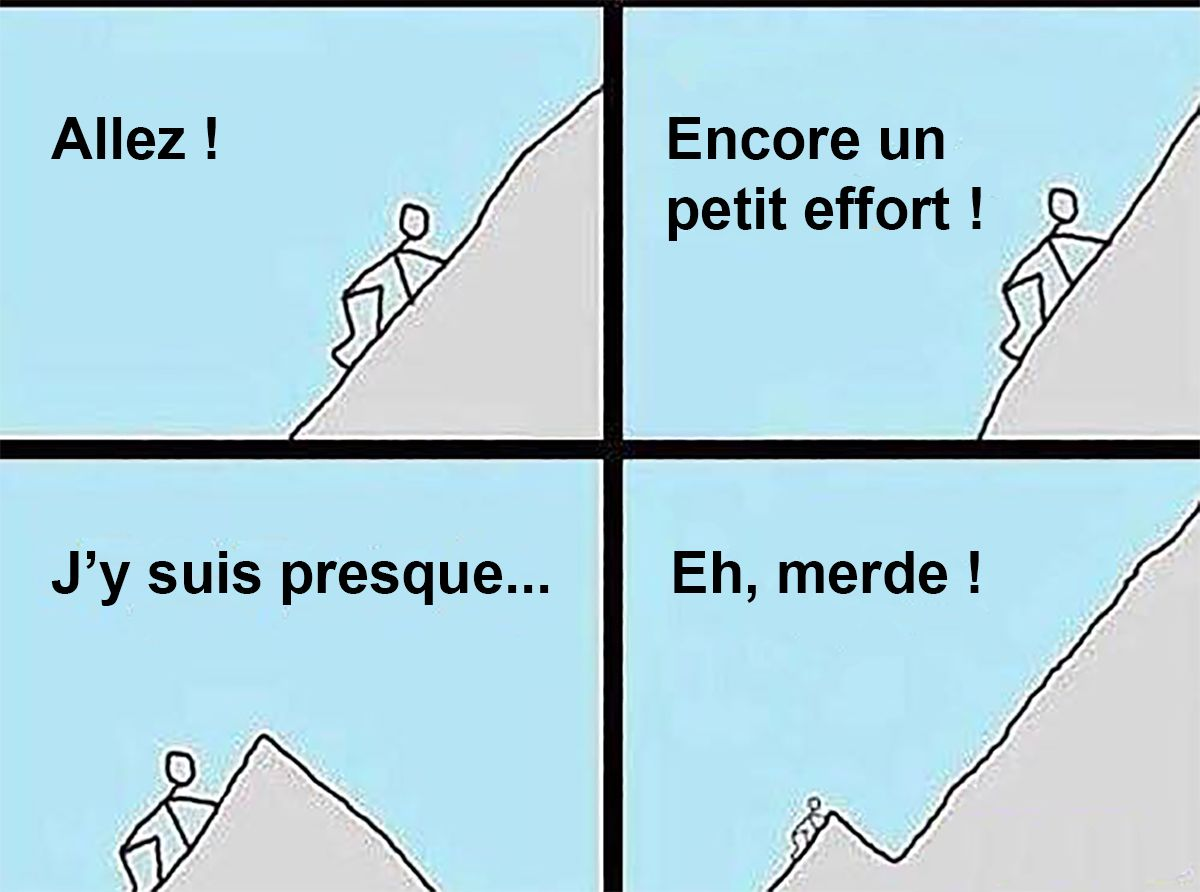 Allez !
Encore un
petit effort !
J’y suis presque...
Eh, merde !